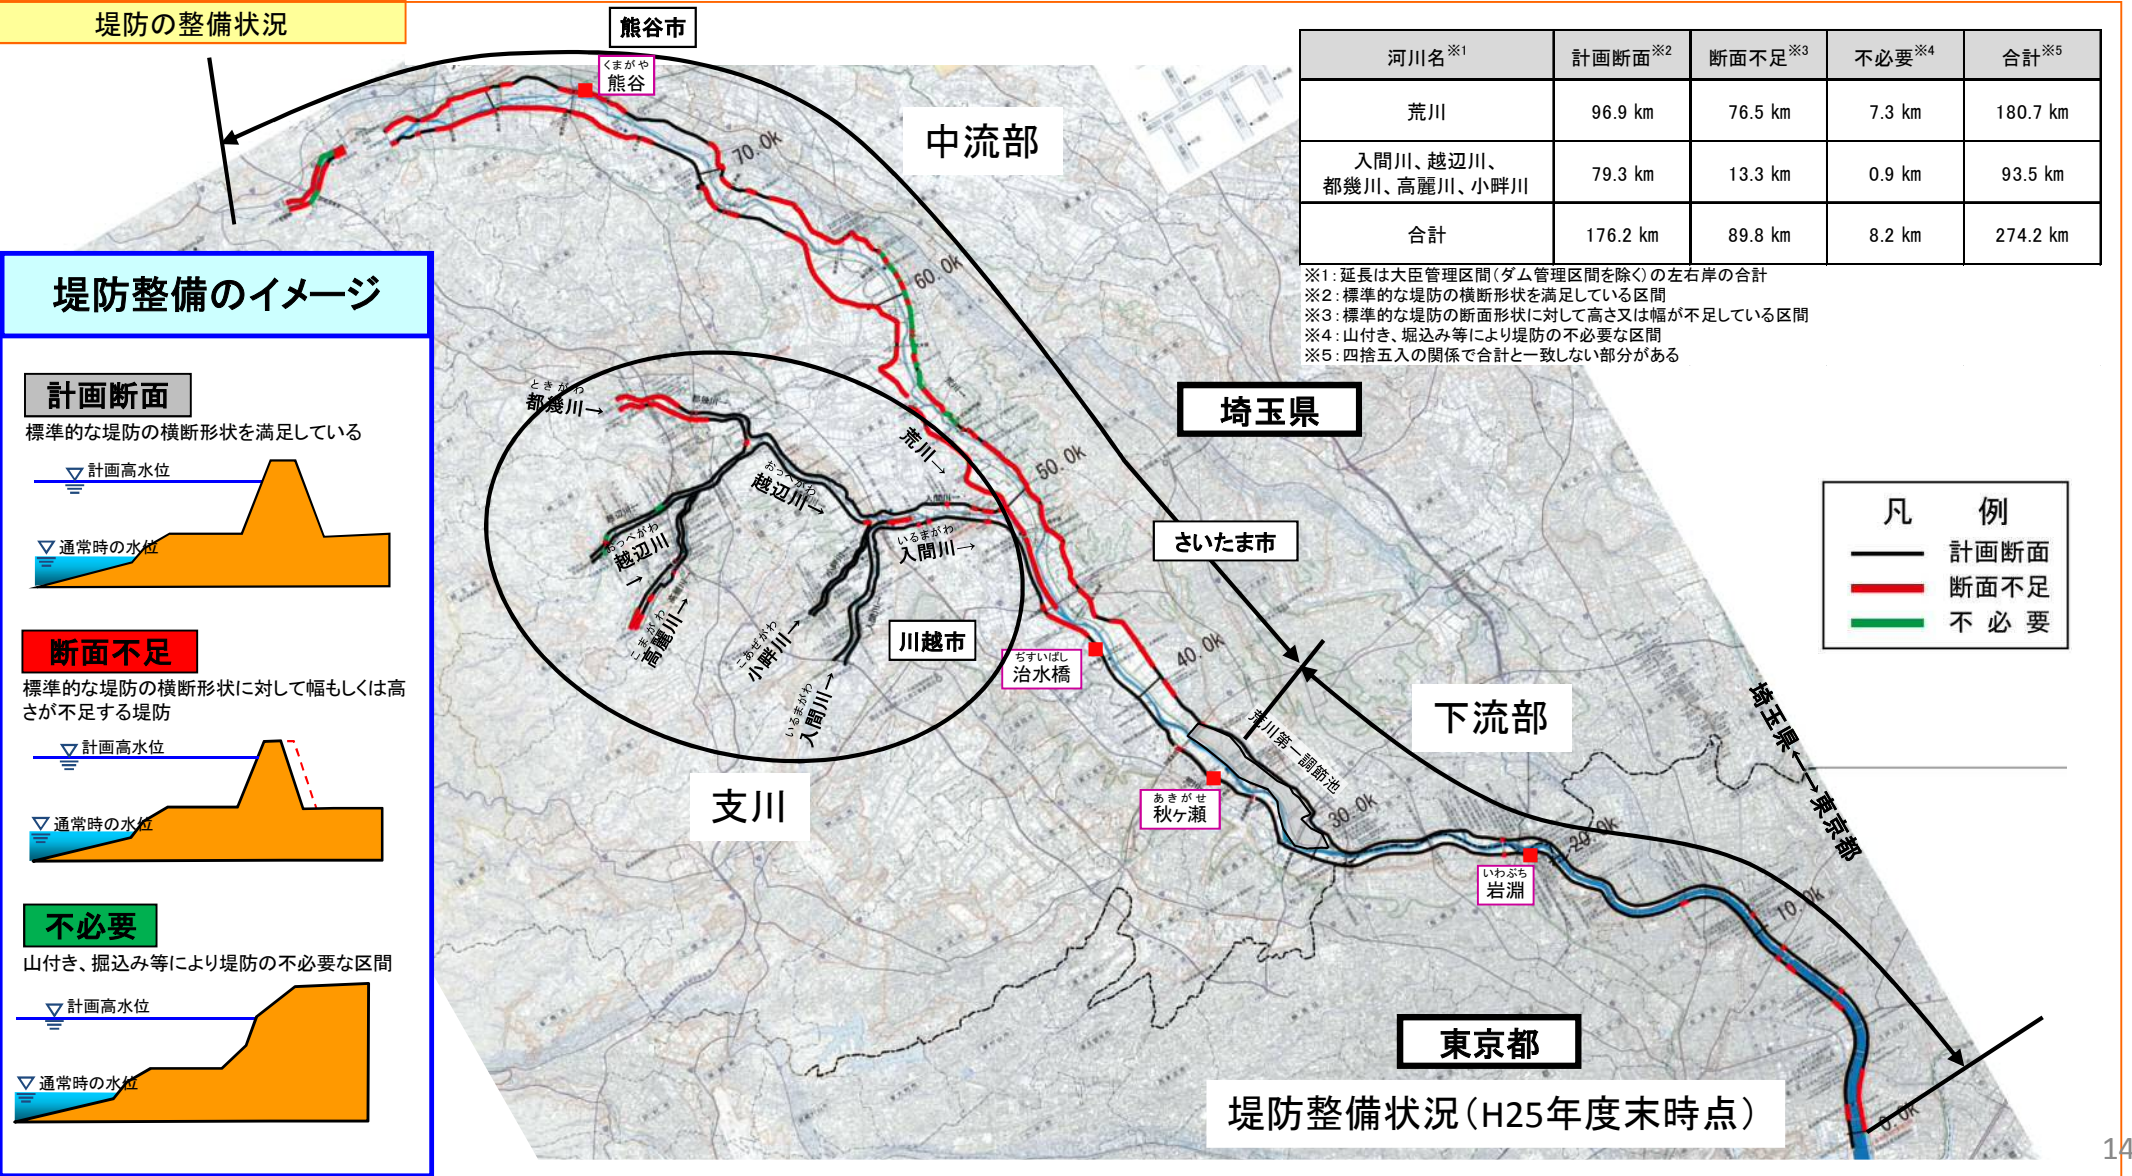 堤防の整備状況
熊谷市
くまがや
熊谷
中流部
70.0k
60.0k
50.0k
40.0k
30.0k
20.0k
10.0k
0.0k
河川名※1 計画断面※2 断面不足※3 不必要※4 合計※5
荒川 96.9 km 76.5 km 7.3 km 180.7 km
入間川、越辺川、
都幾川、高麗川、小畔川 79.3 km 13.3 km 0.9 km 93.5 km
合計 176.2 km 89.8 km 8.2 km 274.2 km
※1:延長は大臣管理区間(ダム管理区間を除く)の左右岸の合計
※2:標準的な堤防の横断形状を満足している区間
※3:標準的な堤防の断面形状に対して高さ又は幅が不足している区間
※4:山付き、堀込み等により堤防の不必要な区間
※5:四捨五入の関係で合計と一致しない部分がある
堤防整備のイメージ
計画断面
標準的な堤防の横断形状を満足している
計画高水位
通常時の水位
断面不足
標準的な堤防の横断形状に対して幅もしくは高
さが不足する堤防
計画高水位
通常時の水位
不必要
山付き、掘込み等により堤防の不必要な区間
計画高水位
通常時の水位
ときがわ
都幾川→
荒川→
おっぺがわ
越辺川→
おっぺがわ
越辺川
→
いるまがわ
入間川→
こまがわ
高麗川→
こあぜがわ
小畔川→
いるまがわ
入間川→
川越市
支川
埼玉県
さいたま市
ぢすいばし
治水橋
あきがせ
秋ヶ瀬
荒川第一調節池
下流部
いわぶち
岩淵
凡 例
計画断面
断面不足
不 必 要
埼玉県←→東京都
東京都
堤防整備状況(H25年度末時点)
14